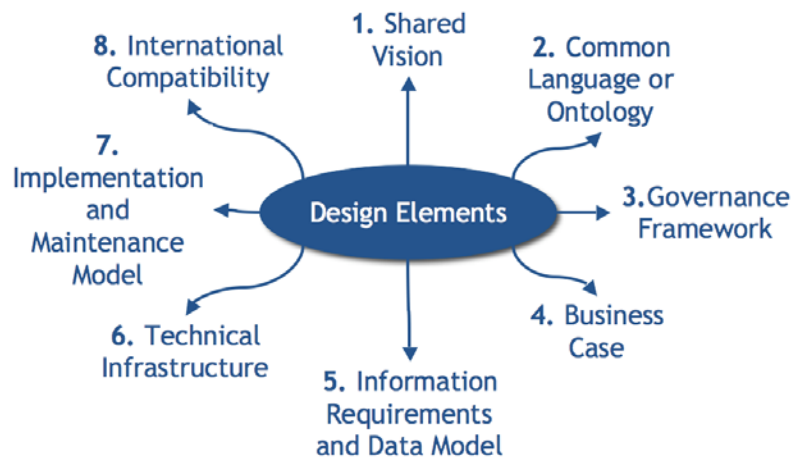 1. Shared
Vision
2. Common
Language or
Ontology
3.Governance
Framework
4. Business
Case
5. Information
Requirements
and Data Model
6. Technical
Infrastructure
7.
Implementation
and
Maintenance
Model
8. International
Compatibility
Design Elements